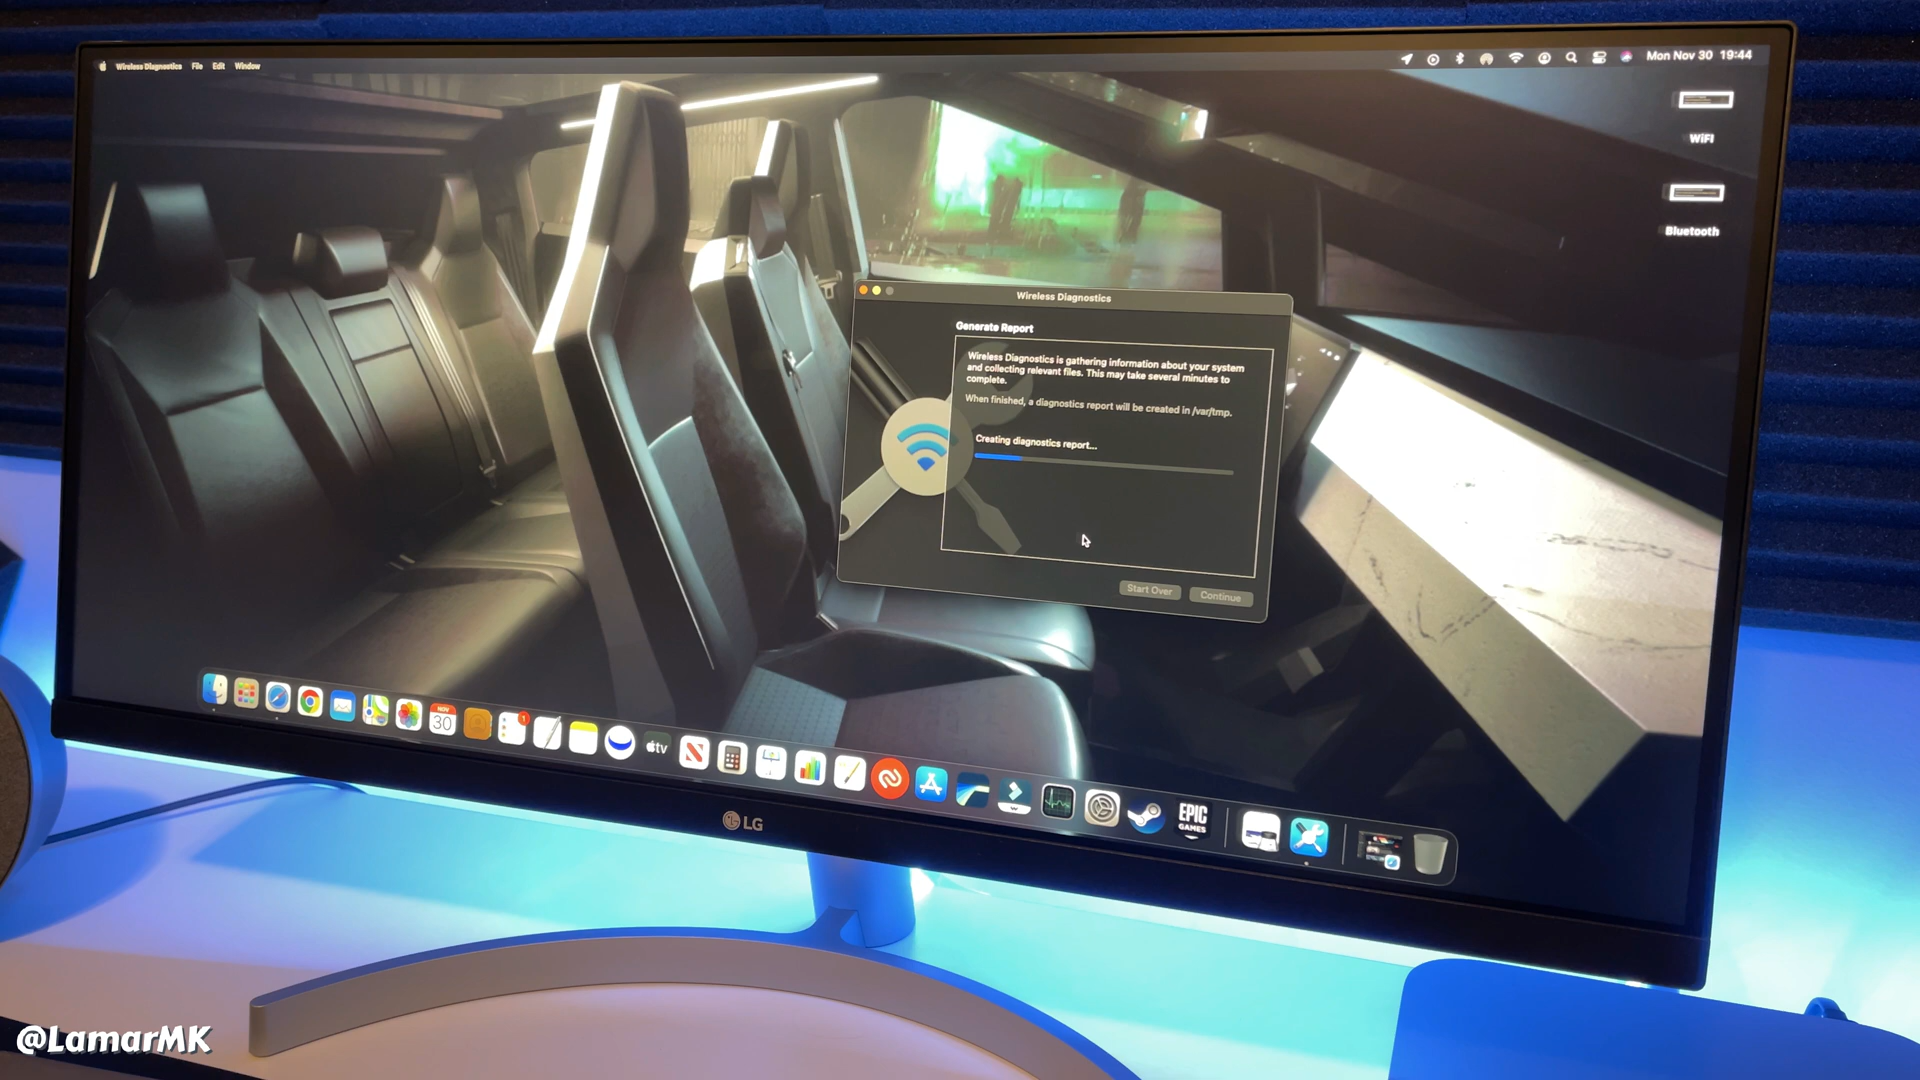 Wireless Diagnostics File Edit Window
Mon Nov 30 19:44
WiFI
Bluetooth
Wireless Diagnostics
Generate Report
Wireless Diagnostics is gathering information about your system
and collecting relevant files. This may take several minutes to
complete.
When finished, a diagnostics report will be created in /var/tmp.
Creating diagnostics report...
Start Over Continue
NOV
30
1
tv
EPIC
GAMES
LG
@LamarMK